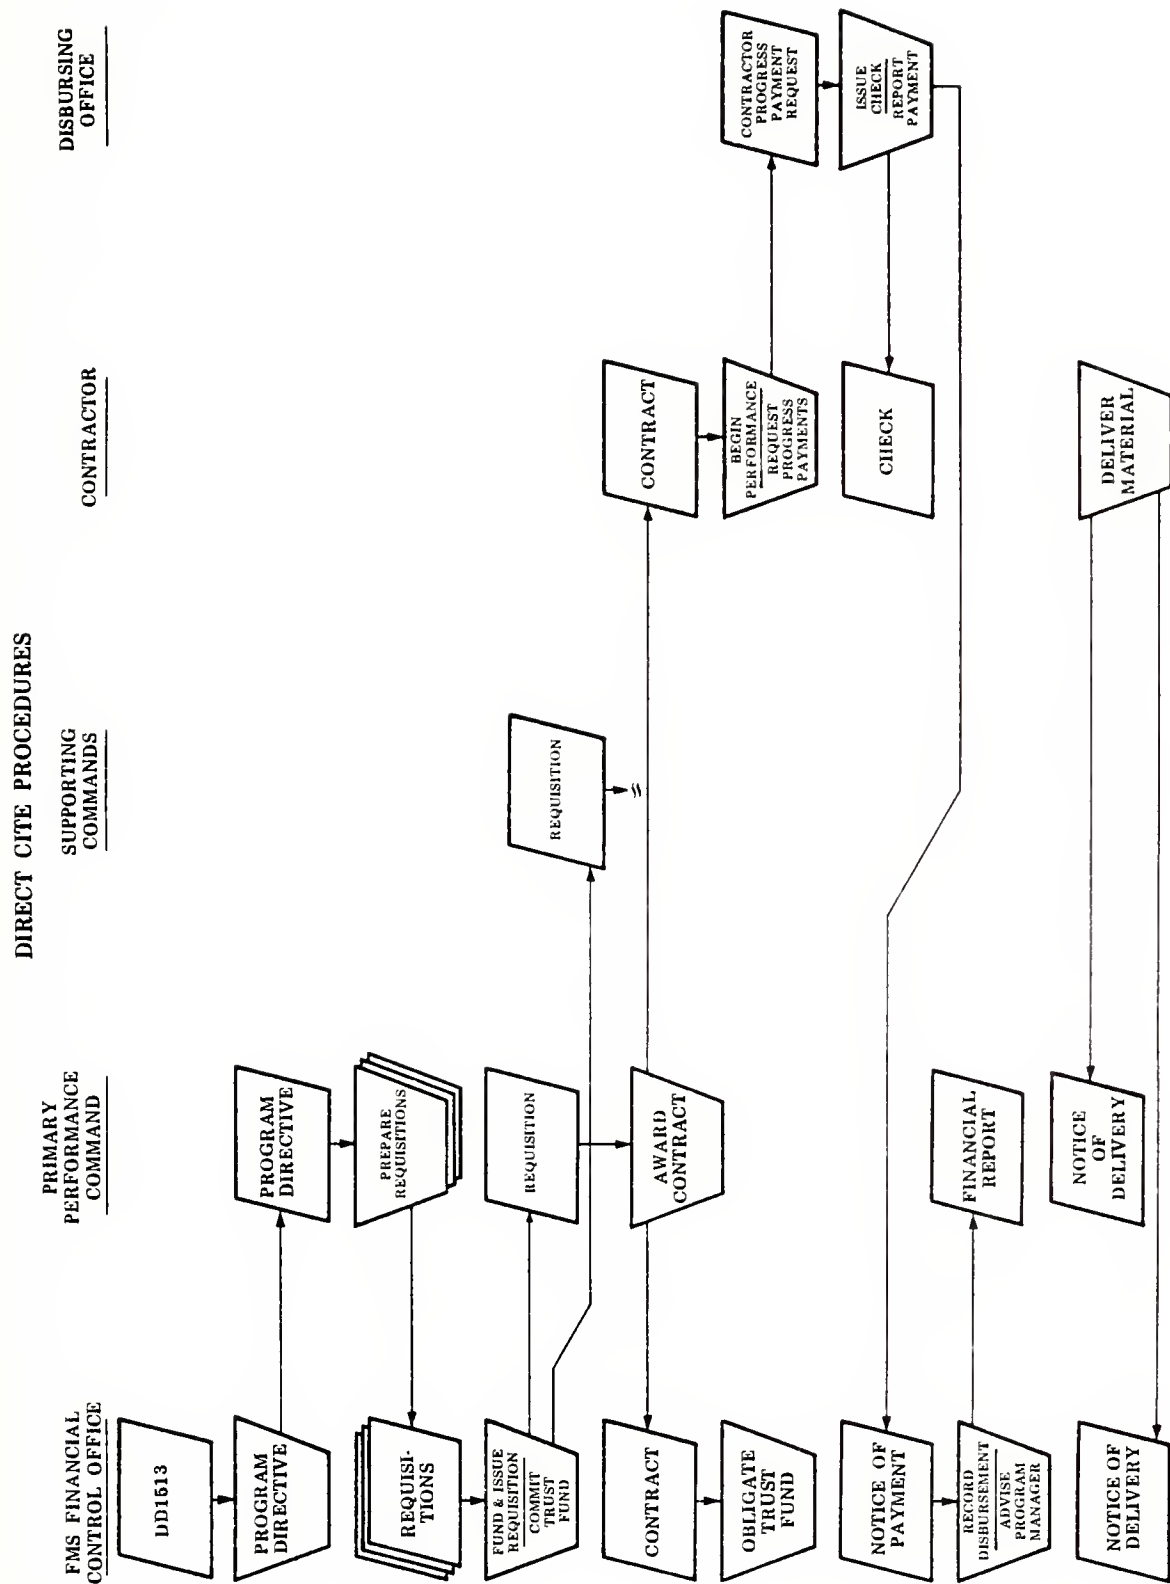 DIRECT CITE PROCEDURES
FMS FINANCIAL
CONTROL OFFICE
PRIMARY
PERFORMANCE
COMMAND
SUPPORTING
COMMANDS
CONTRACTOR
DISBURSING
OFFICE
DD1513
PROGRAM
DIRECTIVE
PROGRAM
DIRECTIVE
PREPARE
REQUISITIONS
REQUISI-
TIONS
FUND & ISSUE
REQUISITION
COMMIT
TRUST
FUND
REQUISITION
REQUISITION
AWARD
CONTRACT
CONTRACT
CONTRACT
OBLIGATE
TRUST
FUND
BEGIN
PERFORMANCE
REQUEST
PROGRESS
PAYMENTS
CONTRACTOR
PROGRESS
PAYMENT
REQUEST
ISSUE
CHECK
REPORT
PAYMENT
CHECK
NOTICE OF
PAYMENT
RECORD
DISBURSEMENT
ADVISE
PROGRAM
MANAGER
FINANCIAL
REPORT
DELIVER
MATERIAL
NOTICE
OF
DELIVERY
NOTICE OF
DELIVERY